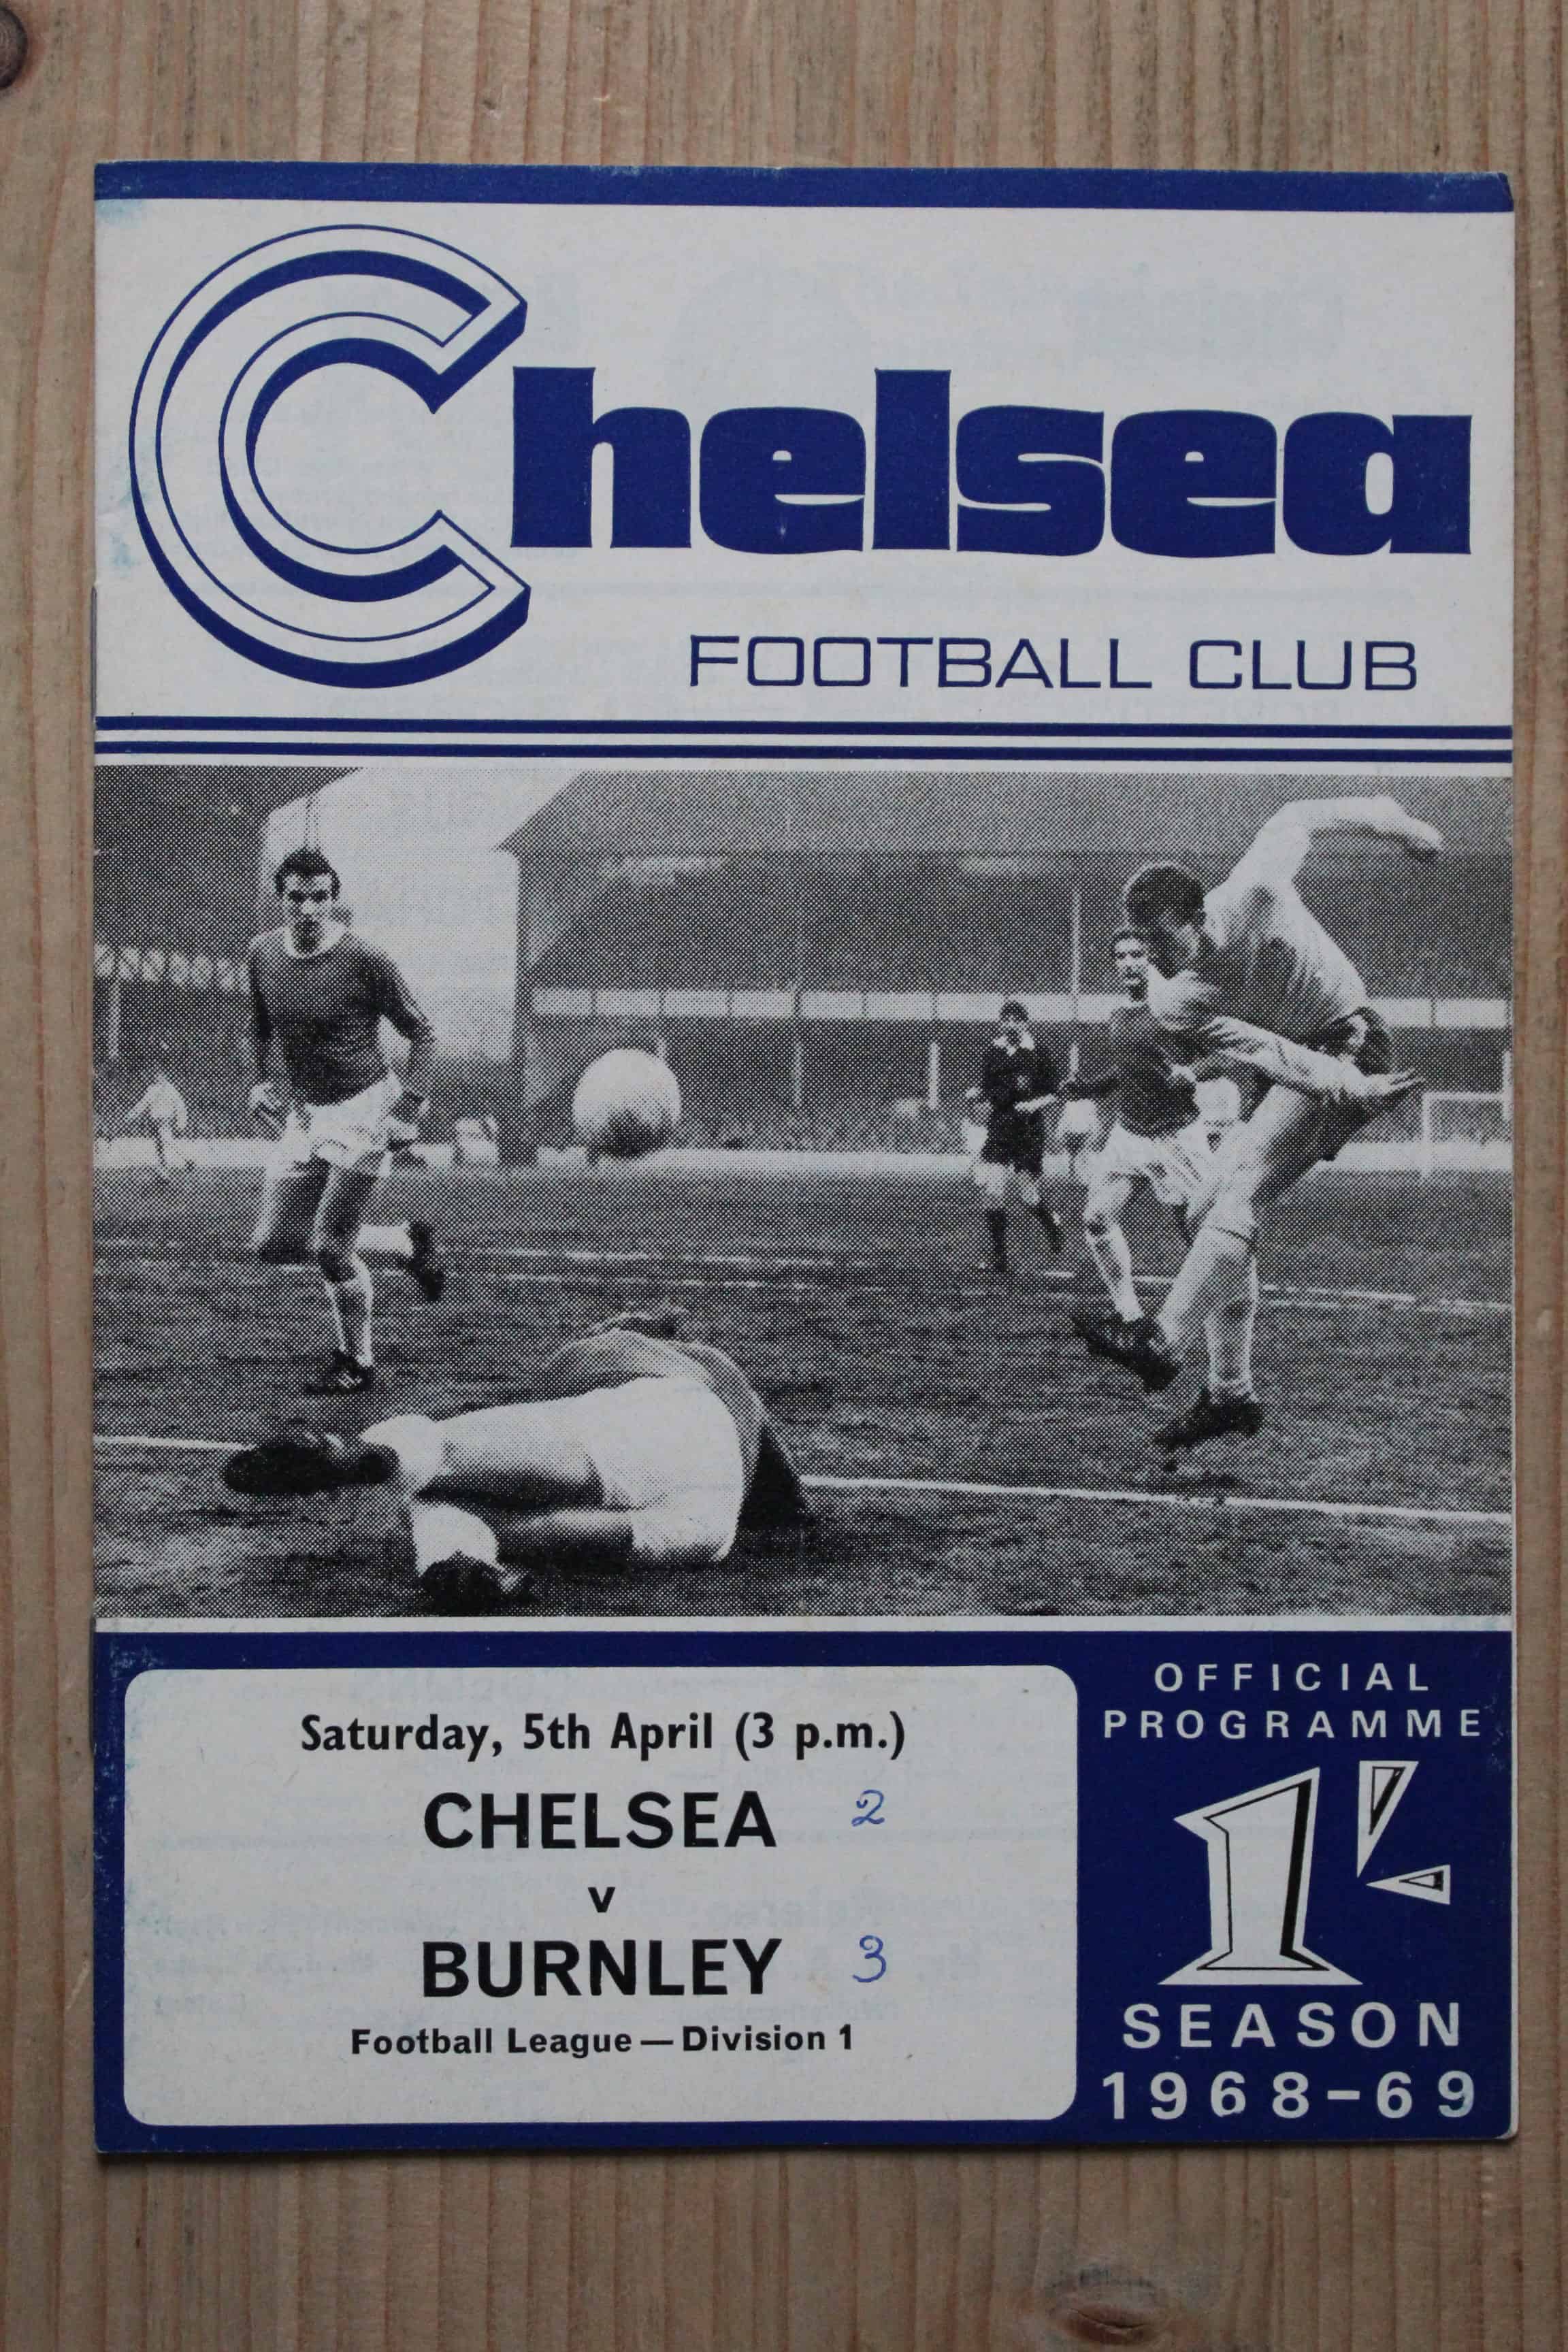 Chelsea
FOOTBALL CLUB
Saturday, 5th April (3 p.m.)
CHELSEA 2
v
BURNLEY 3
Football League — Division 1
OFFICIAL
PROGRAMME
1/-
SEASON
1968-69